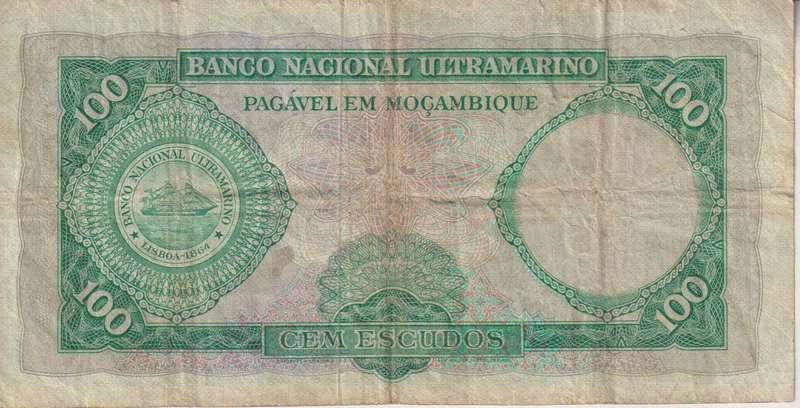 BANCO NACIONAL ULTRAMARINO
PAGÁVEL EM MOÇAMBIQUE
100
100
BANCO NACIONAL ULTRAMARINO
LISBOA-1864
100
100
CEM ESCUDOS